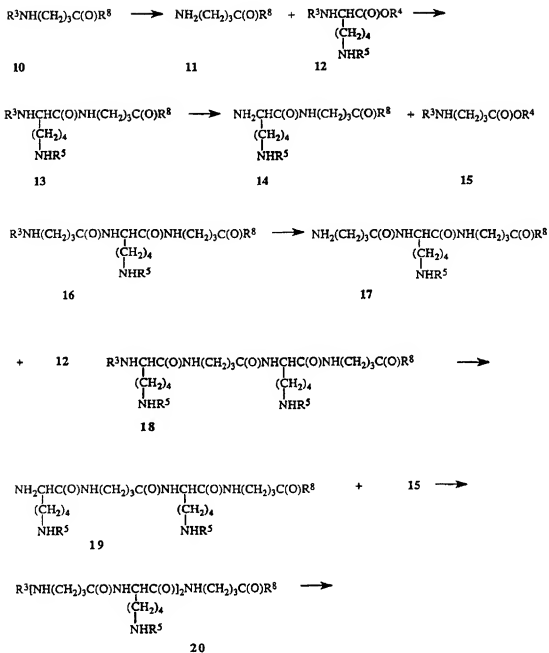 R³NH(CH₂)₃C(O)R⁸ NH₂(CH₂)₃C(O)R⁸ + R³NHCHC(O)OR⁴
(CH₂)₄
NHR⁵
10 11 12
R³NHCHC(O)NH(CH₂)₃C(O)R⁸ NH₂CHC(O)NH(CH₂)₃C(O)R⁸ + R³NH(CH₂)₃C(O)OR⁴
(CH₂)₄ (CH₂)₄
NHR⁵ NHR⁵
13 14 15
R³NH(CH₂)₃C(O)NHCHC(O)NH(CH₂)₃C(O)R⁸ NH₂(CH₂)₃C(O)NHCHC(O)NH(CH₂)₃C(O)R⁸
(CH₂)₄ (CH₂)₄
NHR⁵ NHR⁵
16 17
+ 12 R³NHCHC(O)NH(CH₂)₃C(O)NHCHC(O)NH(CH₂)₃C(O)R⁸
(CH₂)₄ (CH₂)₄
NHR⁵ NHR⁵
18
NH₂CHC(O)NH(CH₂)₃C(O)NHCHC(O)NH(CH₂)₃C(O)R⁸ + 15
(CH₂)₄ (CH₂)₄
NHR⁵ NHR⁵
19
R³[NH(CH₂)₃C(O)NHCHC(O)]₂NH(CH₂)₃C(O)R⁸
(CH₂)₄
NHR⁵
20